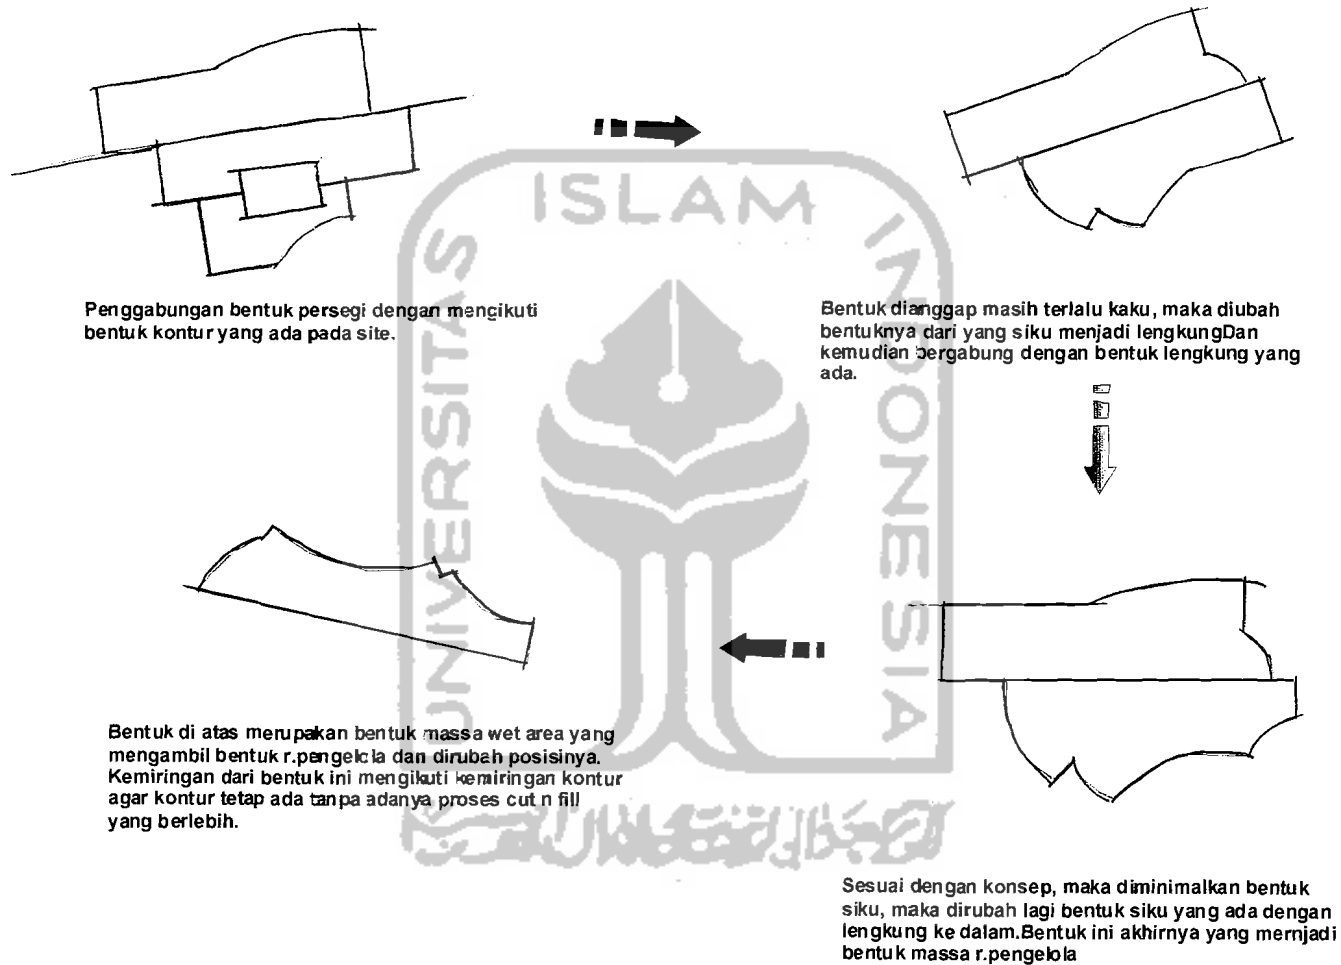 Penggabungan bentuk persegi dengan mengikuti
bentuk kontur yang ada pada site.
Bentuk dianggap masih terlalu kaku, maka diubah
bentuknya dari yang siku menjadi lengkungDan
kemudian bergabung dengan bentuk lengkung yang
ada.
Sesuai dengan konsep, maka diminimalkan bentuk
siku, maka dirubah lagi bentuk siku yang ada dengan
lengkung ke dalam.Bentuk ini akhirnya yang mernjadi
bentuk massa r.pengelola
Bentuk di atas merupakan bentuk massa wet area yang
mengambil bentuk r.pengelola dan dirubah posisinya.
Kemiringan dari bentuk ini mengikuti kemiringan kontur
agar kontur tetap ada tanpa adanya proses cut n fill
yang berlebih.
UNIVERSITAS
ISLAM
INDONESIA